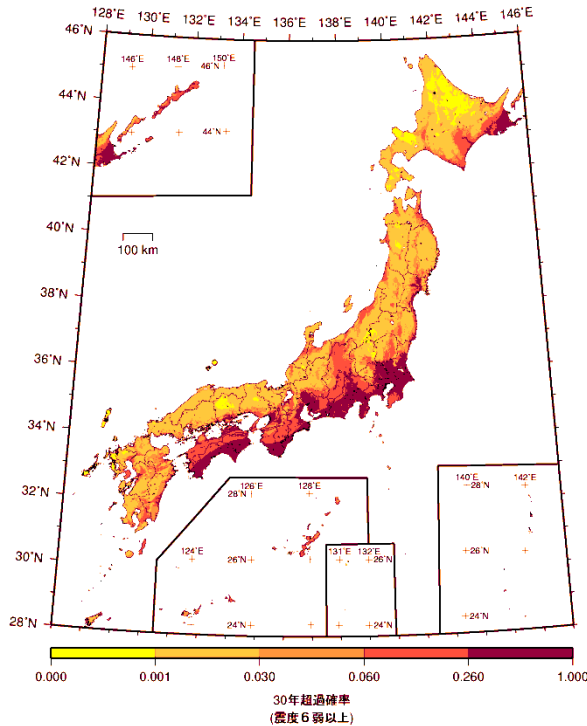 128˚E 130˚E 132˚E 134˚E 136˚E 138˚E 140˚E 142˚E 144˚E 146˚E
46˚N
146˚E 148˚E 150˚E
46˚N
44˚N
44˚N
42˚N
40˚N
100 km
38˚N
36˚N
34˚N
32˚N
126˚E 128˚E
28˚N
140˚E 142˚E
28˚N
30˚N
124˚E
26˚N
131˚E 132˚E
26˚N
26˚N
28˚N
24˚N
24˚N
24˚N
0.000 0.001 0.030 0.060 0.260 1.000
30年超過確率
(震度6弱以上)